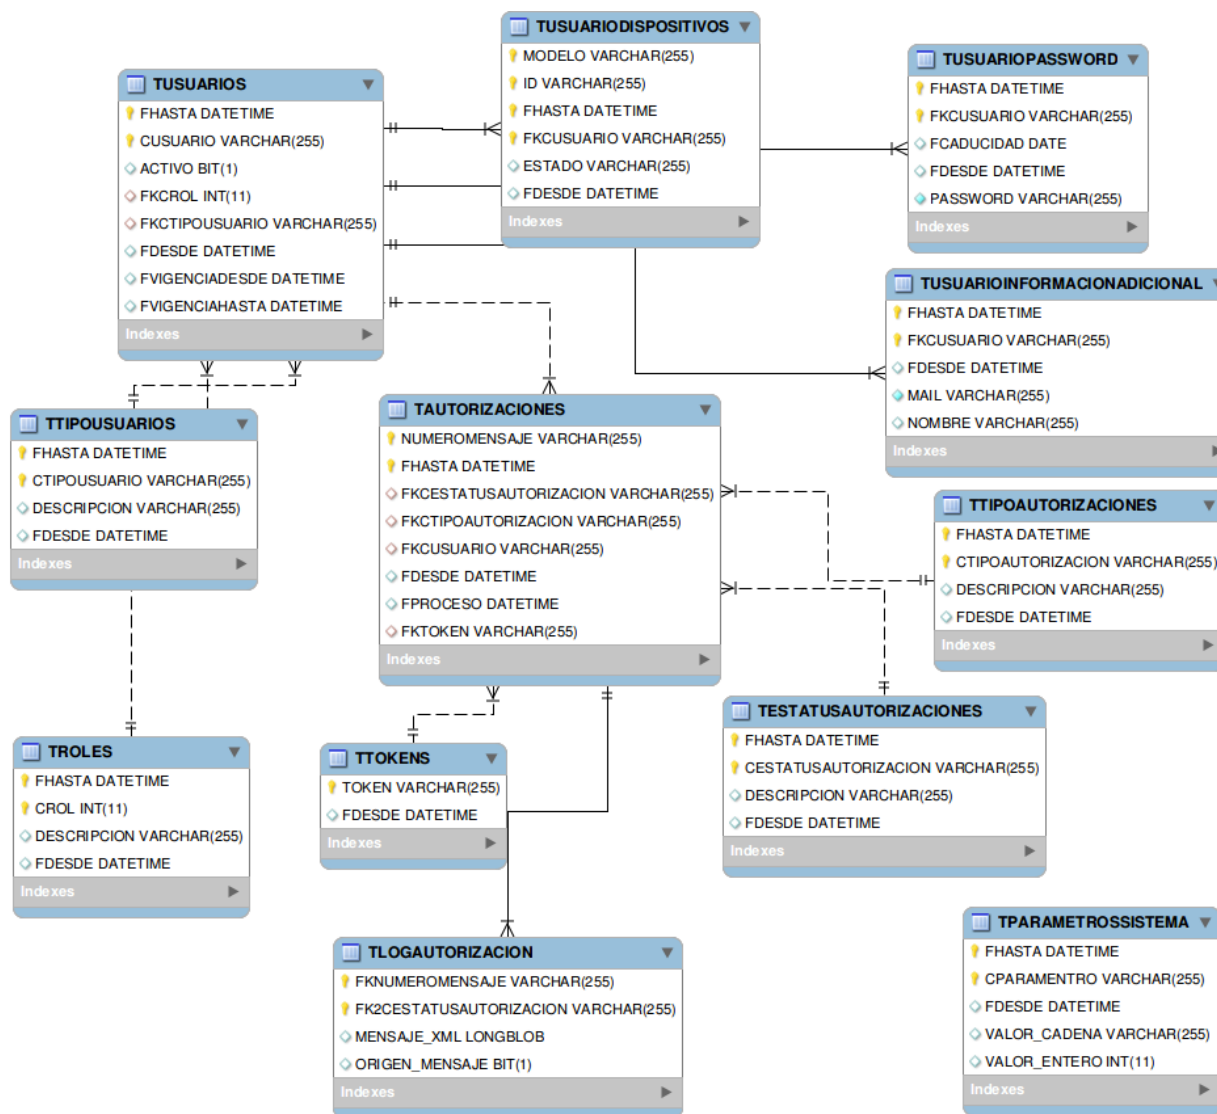 TUSUARIODISPOSITIVOS
MODELO VARCHAR(255)
ID VARCHAR(255)
FHASTA DATETIME
FKCUSUARIO VARCHAR(255)
ESTADO VARCHAR(255)
FDESDE DATETIME
Indexes
TUSUARIOPASSWORD
FHASTA DATETIME
FKCUSUARIO VARCHAR(255)
FCADUCIDAD DATE
FDESDE DATETIME
PASSWORD VARCHAR(255)
Indexes
TUSUARIOS
FHASTA DATETIME
CUSUARIO VARCHAR(255)
ACTIVO BIT(1)
FKCROL INT(11)
FKCTIPOUSUARIO VARCHAR(255)
FDESDE DATETIME
FVIGENCIADESDE DATETIME
FVIGENCIAHASTA DATETIME
Indexes
TUSUARIOINFORMACIONADICIONAL
FHASTA DATETIME
FKCUSUARIO VARCHAR(255)
FDESDE DATETIME
MAIL VARCHAR(255)
NOMBRE VARCHAR(255)
Indexes
TTIPOUSUARIOS
FHASTA DATETIME
CTIPOUSUARIO VARCHAR(255)
DESCRIPCION VARCHAR(255)
FDESDE DATETIME
Indexes
TAUTORIZACIONES
NUMEROMENSAJE VARCHAR(255)
FHASTA DATETIME
FKCESTATUSAUTORIZACION VARCHAR(255)
FKCTIPOAUTORIZACION VARCHAR(255)
FKCUSUARIO VARCHAR(255)
FDESDE DATETIME
FPROCESO DATETIME
FKTOKEN VARCHAR(255)
Indexes
TTIPOAUTORIZACIONES
FHASTA DATETIME
CTIPOAUTORIZACION VARCHAR(255)
DESCRIPCION VARCHAR(255)
FDESDE DATETIME
Indexes
TESTATUSAUTORIZACIONES
FHASTA DATETIME
CESTATUSAUTORIZACION VARCHAR(255)
DESCRIPCION VARCHAR(255)
FDESDE DATETIME
Indexes
TROLES
FHASTA DATETIME
CROL INT(11)
DESCRIPCION VARCHAR(255)
FDESDE DATETIME
Indexes
TTOKENS
TOKEN VARCHAR(255)
FDESDE DATETIME
Indexes
TLOGAUTORIZACION
FKNUMEROMENSAJE VARCHAR(255)
FK2CESTATUSAUTORIZACION VARCHAR(255)
MENSAJE_XML LONGBLOB
ORIGEN_MENSAJE BIT(1)
Indexes
TPARAMETROSSISTEMA
FHASTA DATETIME
CPARAMENTRO VARCHAR(255)
FDESDE DATETIME
VALOR_CADENA VARCHAR(255)
VALOR_ENTERO INT(11)
Indexes